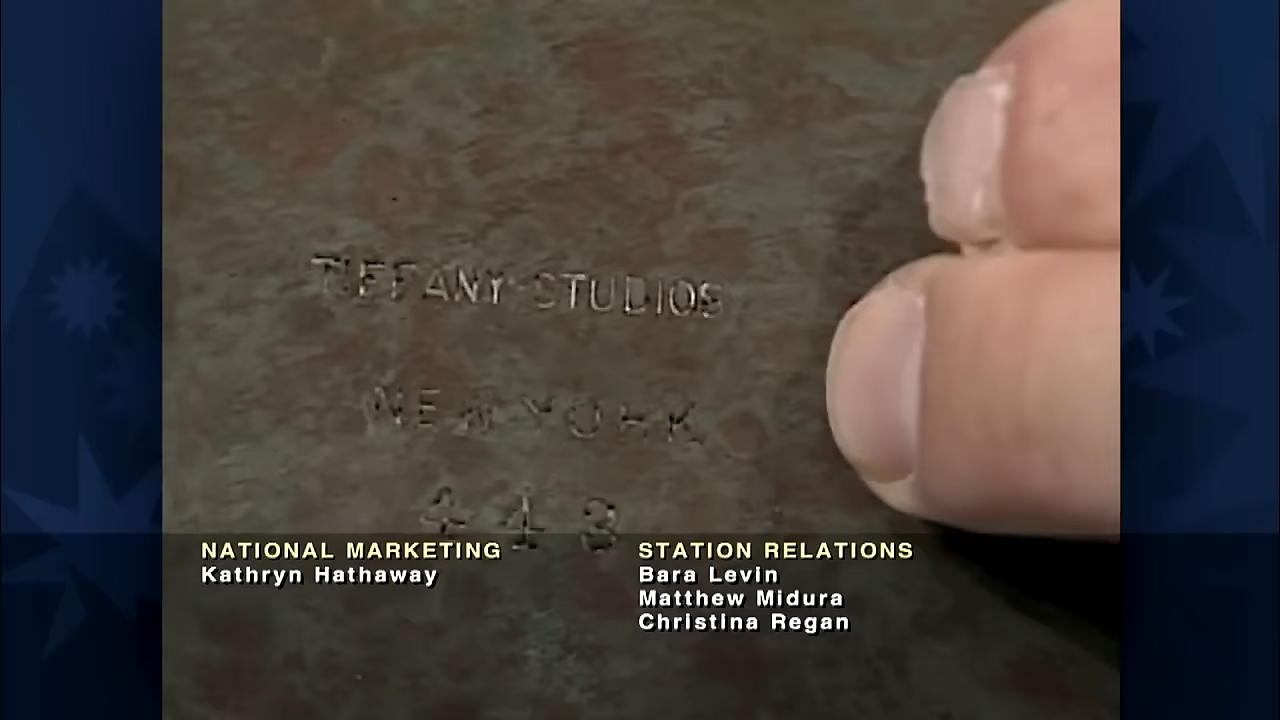 TIFFANY STUDIOS
NEW YORK
443
NATIONAL MARKETING
Kathryn Hathaway
STATION RELATIONS
Bara Levin
Matthew Midura
Christina Regan